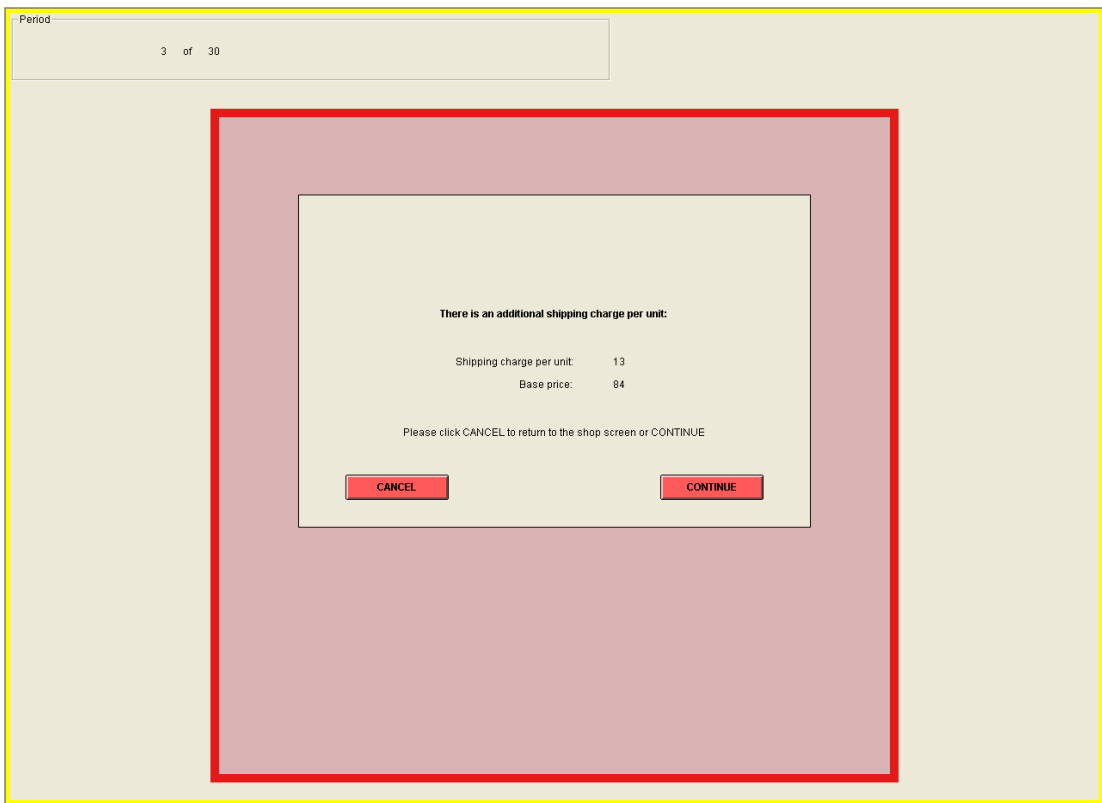 Period
3 of 30
There is an additional shipping charge per unit:
Shipping charge per unit: 13
Base price: 84
Please click CANCEL to return to the shop screen or CONTINUE
CANCEL CONTINUE